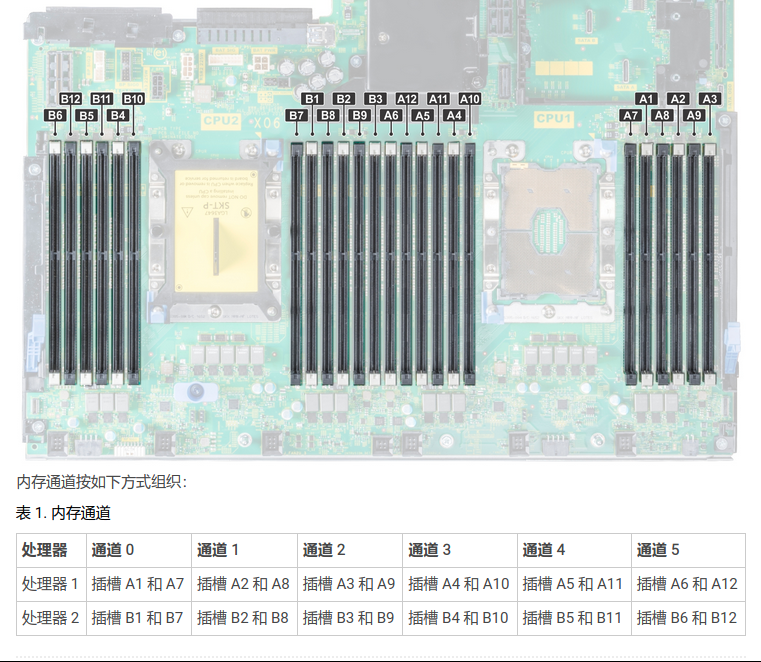 B12 B11 B10
B6 B5 B4
B1 B2 B3 A12 A11 A10
B7 B8 B9 A6 A5 A4
A1 A2 A3
A7 A8 A9
CPU2
CPU1
SKT-P
内存通道按如下方式组织：
表 1. 内存通道
处理器 通道 0 通道 1 通道 2 通道 3 通道 4 通道 5
处理器 1 插槽 A1 和 A7 插槽 A2 和 A8 插槽 A3 和 A9 插槽 A4 和 A10 插槽 A5 和 A11 插槽 A6 和 A12
处理器 2 插槽 B1 和 B7 插槽 B2 和 B8 插槽 B3 和 B9 插槽 B4 和 B10 插槽 B5 和 B11 插槽 B6 和 B12